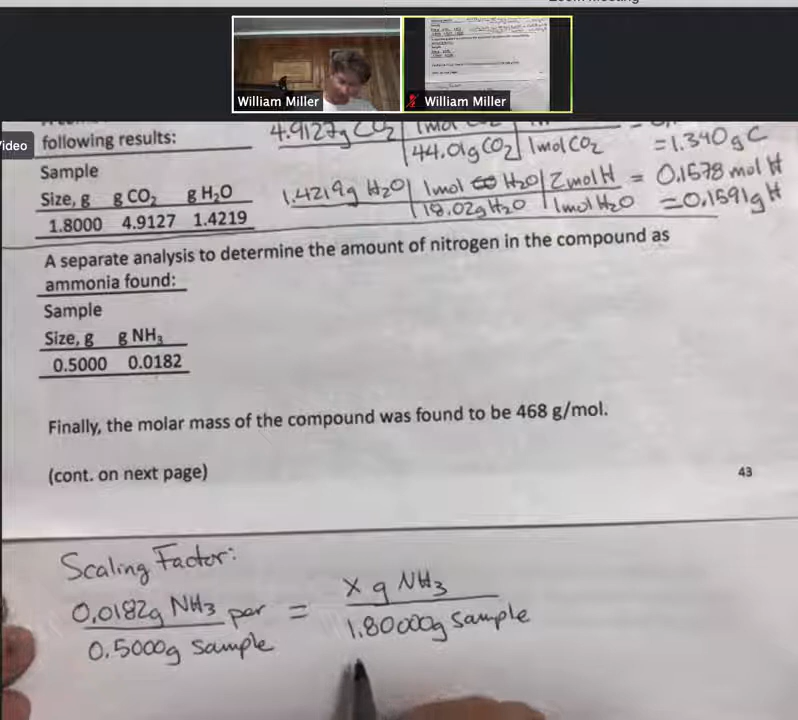 William Miller
William Miller
following results:
4.9127g CO2 | 1mol CO2
44.01g CO2 | 1mol CO2 = 1.340g C
Sample
Size, g g CO2 g H2O
1.8000 4.9127 1.4219
1.4219g H2O | 1mol H2O | 2molH = 0.1578 mol H
18.02g H2O | 1mol H2O = 0.1591g H
A separate analysis to determine the amount of nitrogen in the compound as
ammonia found:
Sample
Size, g g NH3
0.5000 0.0182
Finally, the molar mass of the compound was found to be 468 g/mol.
(cont. on next page)
43
Scaling Factor:
0.0182g NH3 per = x g NH3
0.5000g sample 1.80000g sample